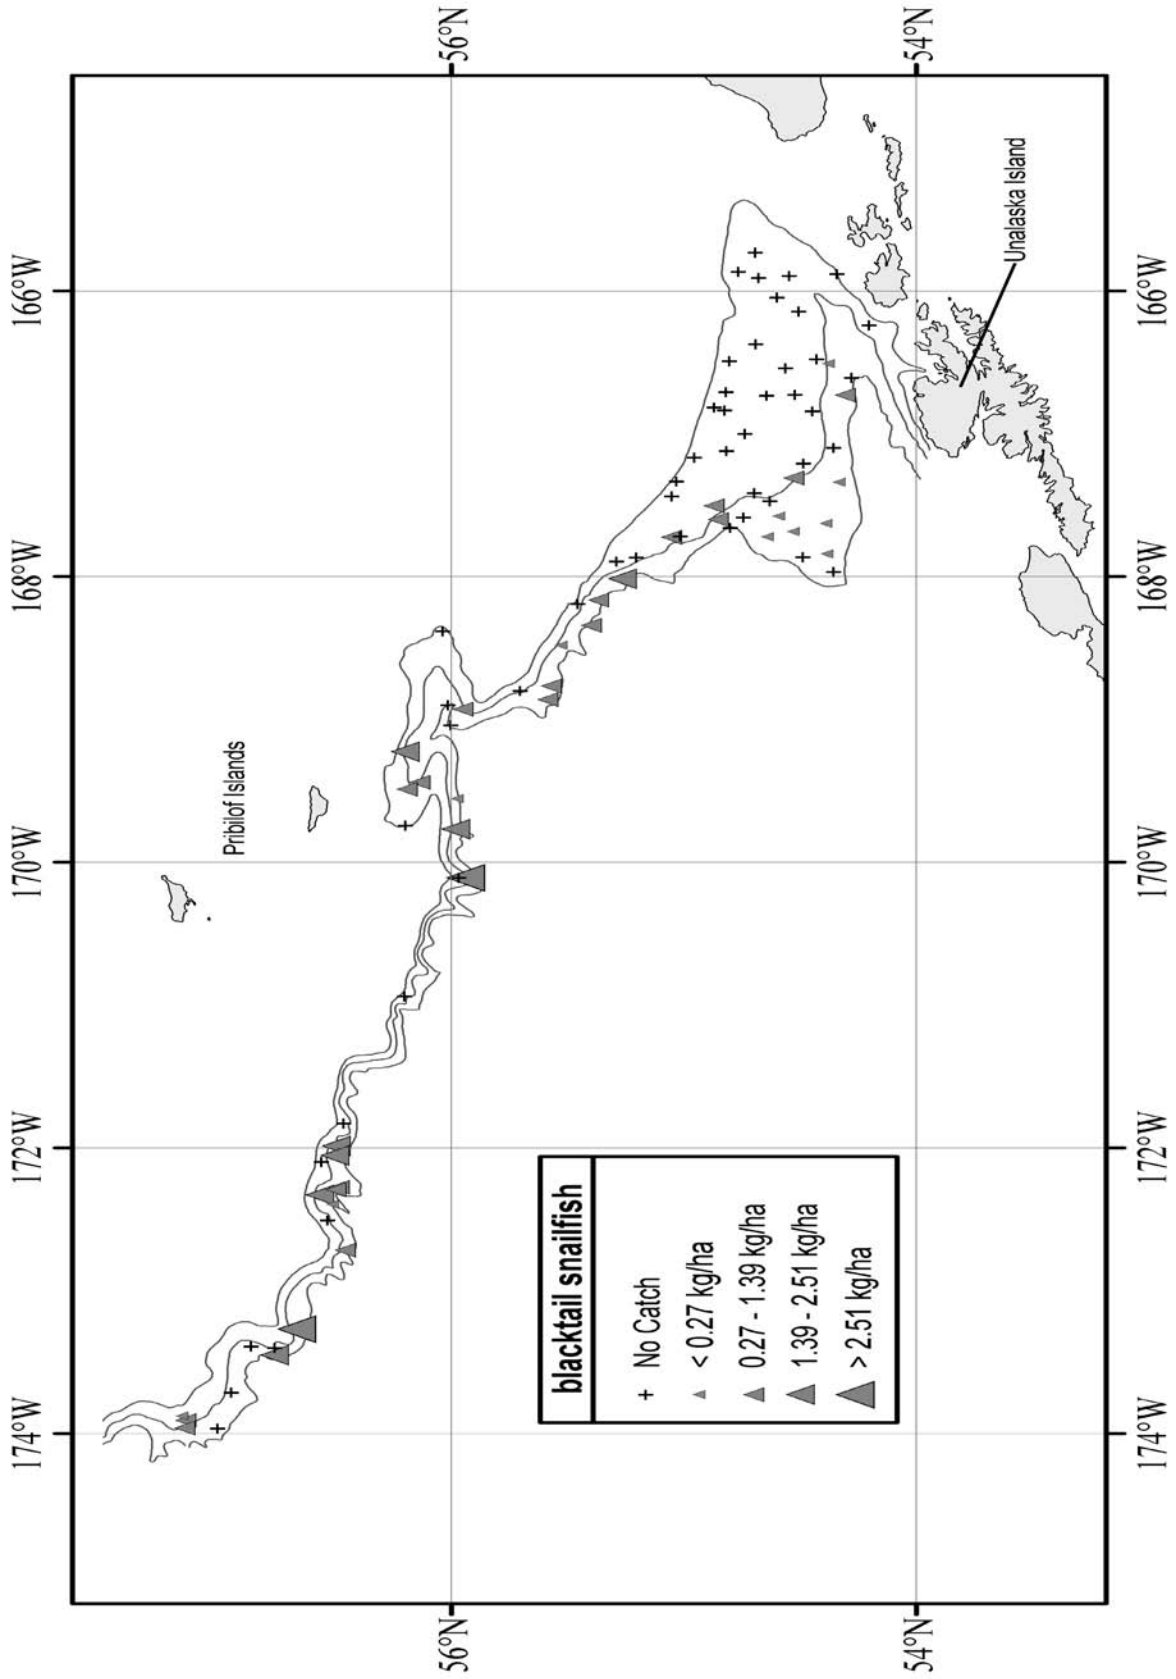 174°W
172°W
170°W
168°W
166°W
56°N
56°N
Pribilof Islands
blacktail snailfish
No Catch
< 0.27 kg/ha
0.27 - 1.39 kg/ha
1.39 - 2.51 kg/ha
> 2.51 kg/ha
54°N
54°N
Unalaska Island
174°W
172°W
170°W
168°W
166°W